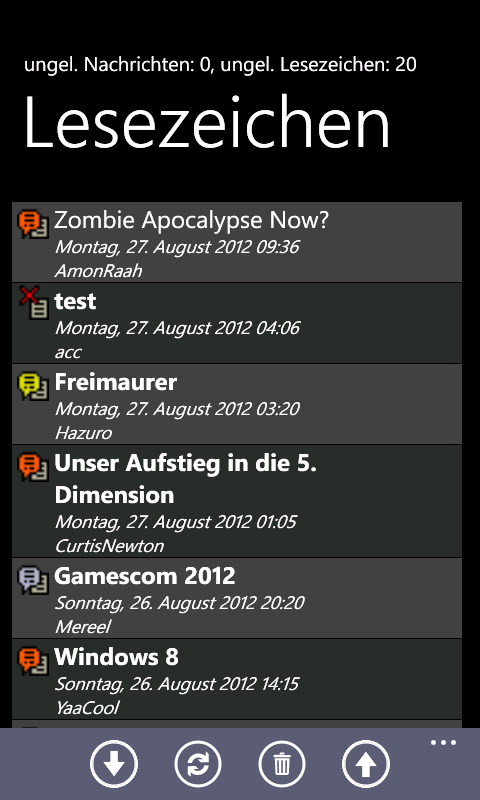 ungel. Nachrichten: 0, ungel. Lesezeichen: 20
Lesezeichen
Zombie Apocalypse Now?
Montag, 27. August 2012 09:36
AmonRaah
test
Montag, 27. August 2012 04:06
acc
Freimaurer
Montag, 27. August 2012 03:20
Hazuro
Unser Aufstieg in die 5.
Dimension
Montag, 27. August 2012 01:05
CurtisNewton
Gamescom 2012
Sonntag, 26. August 2012 20:20
Mereel
Windows 8
Sonntag, 26. August 2012 14:15
YaaCool